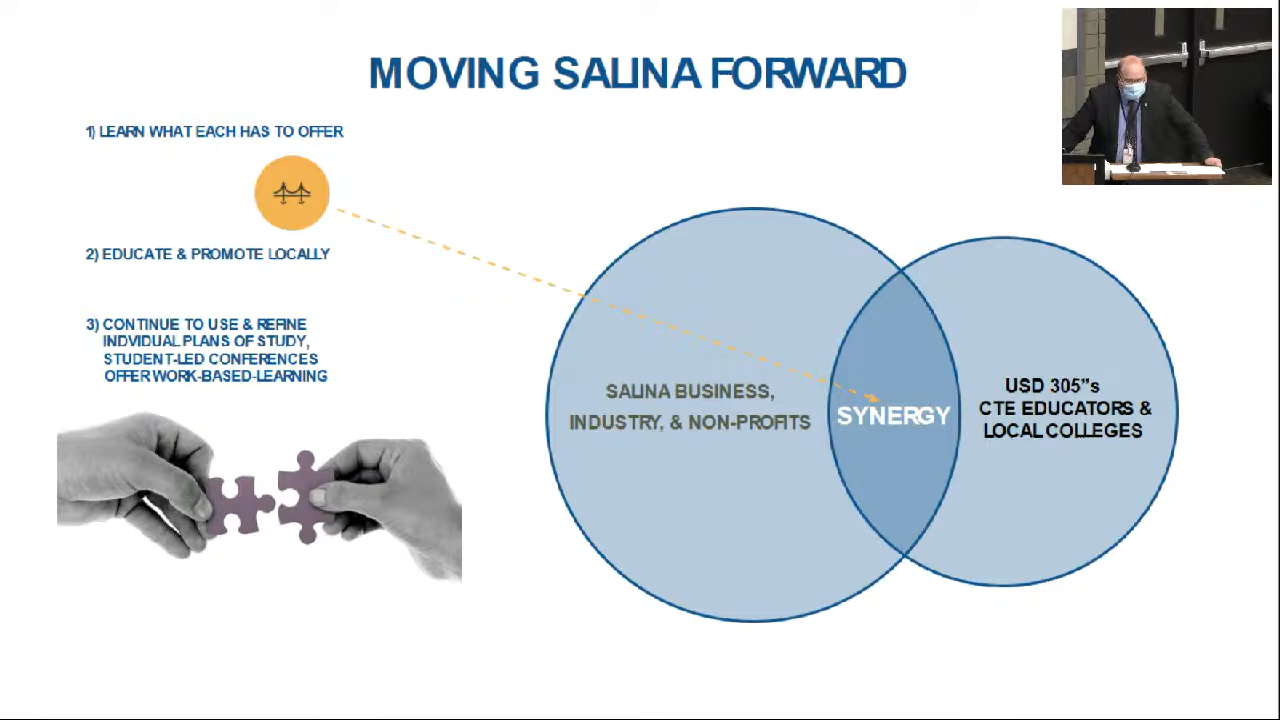 MOVING SALINA FORWARD
1) LEARN WHAT EACH HAS TO OFFER
2) EDUCATE & PROMOTE LOCALLY
3) CONTINUE TO USE & REFINE
INDVIDUAL PLANS OF STUDY,
STUDENT-LED CONFERENCES
OFFER WORK-BASED-LEARNING
SALINA BUSINESS,
INDUSTRY, & NON-PROFITS
SYNERGY
USD 305"s
CTE EDUCATORS &
LOCAL COLLEGES